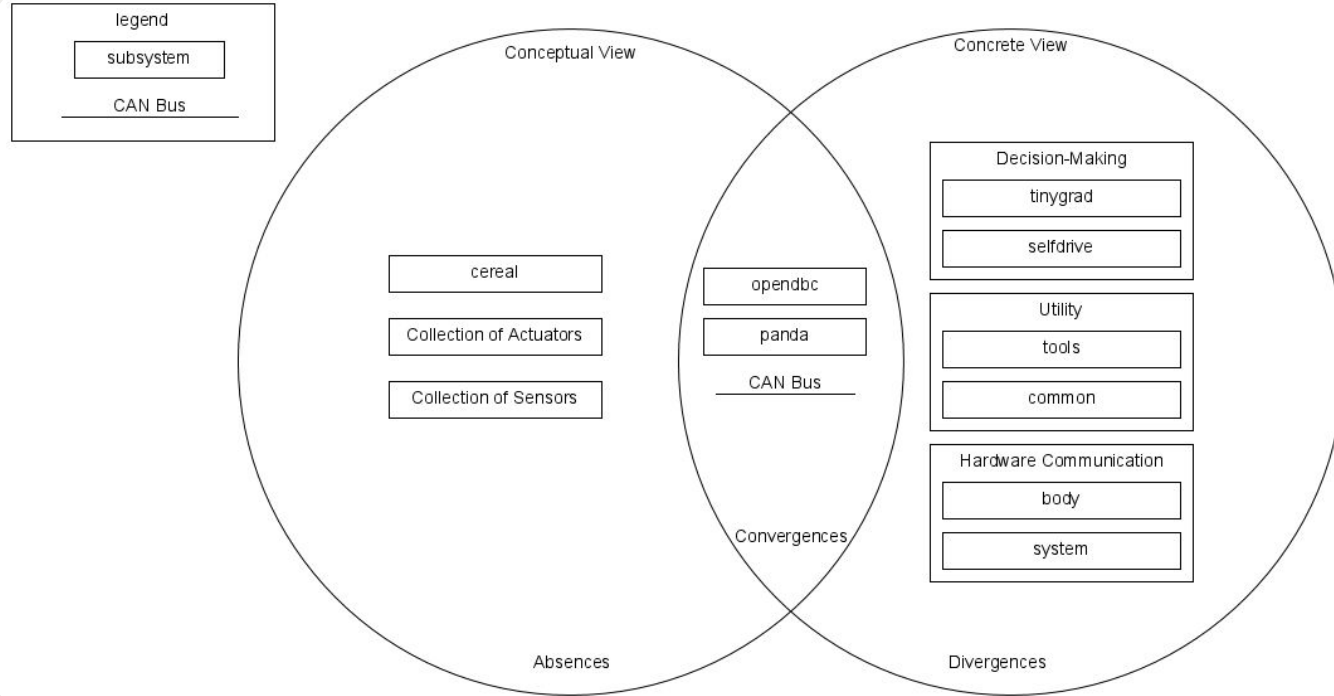 legend
subsystem
CAN Bus
Conceptual View
cereal
Collection of Actuators
Collection of Sensors
Absences
opendbc
panda
CAN Bus
Convergences
Concrete View
Decision-Making
tinygrad
selfdrive
Utility
tools
common
Hardware Communication
body
system
Divergences